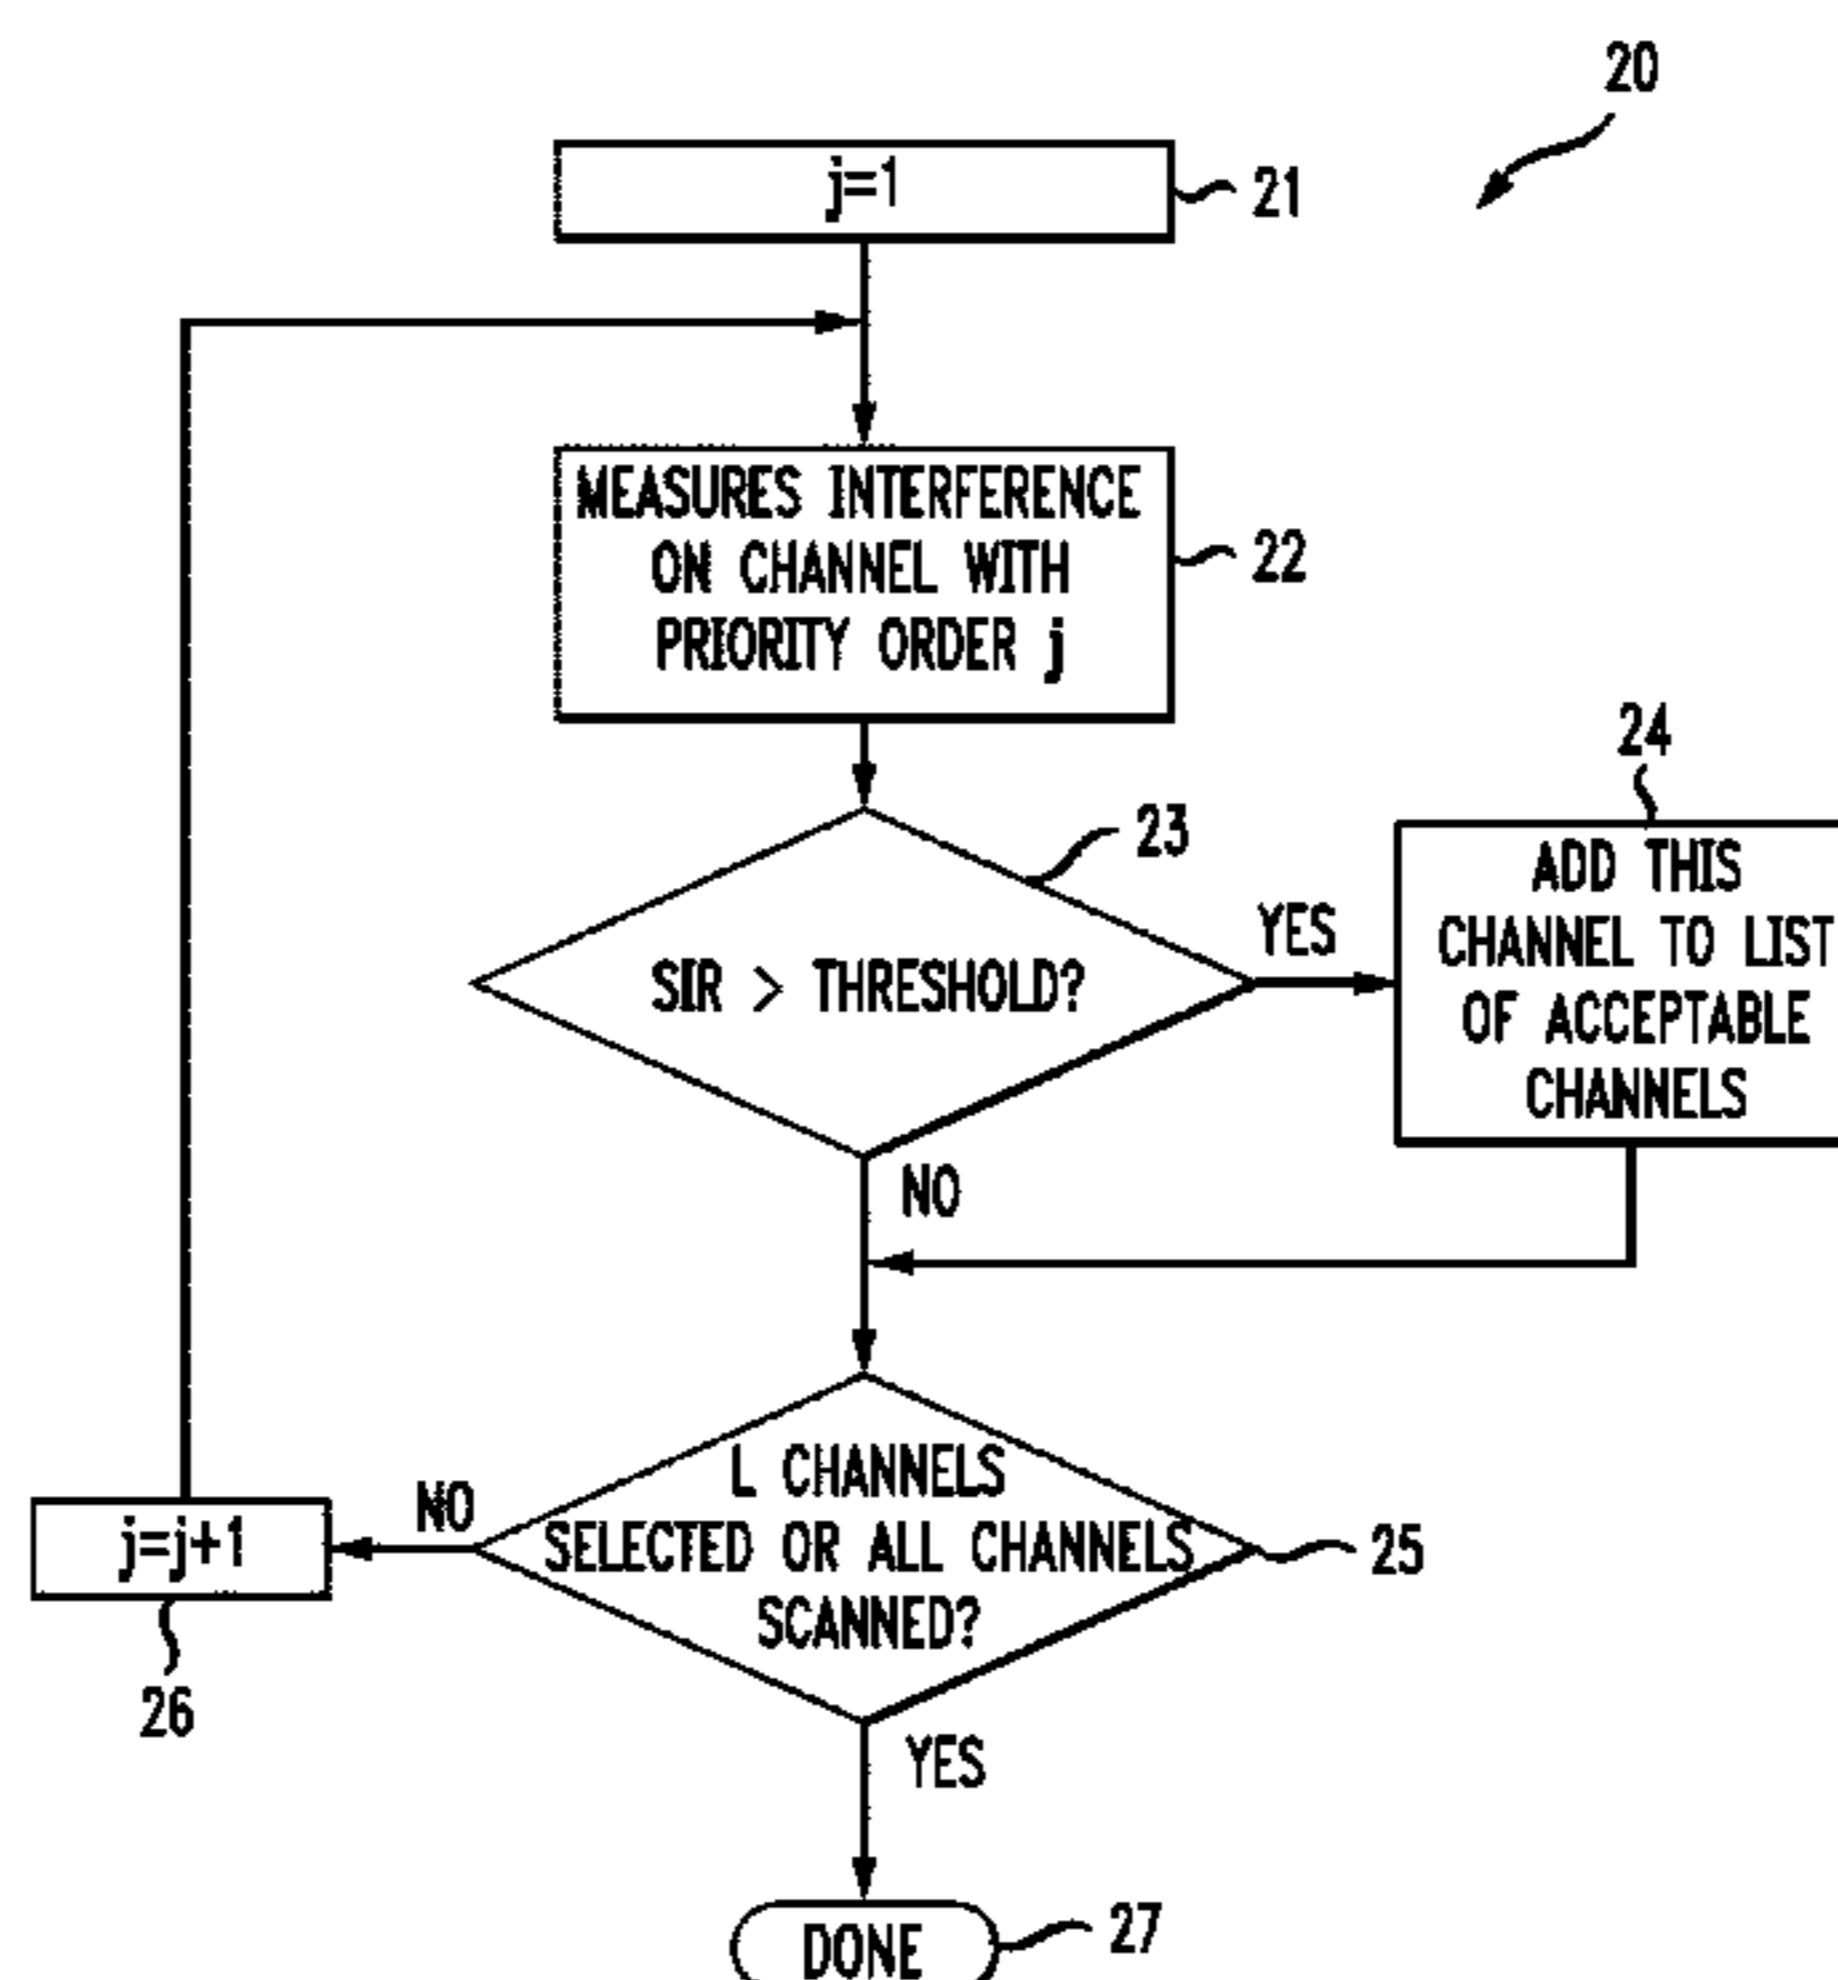 20
j=1
21
MEASURES INTERFERENCE
ON CHANNEL WITH
PRIORITY ORDER j
22
23
SIR > THRESHOLD?
YES
24
ADD THIS
CHANNEL TO LIST
OF ACCEPTABLE
CHANNELS
NO
L CHANNELS
SELECTED OR ALL CHANNELS
SCANNED?
25
NO
j=j+1
26
YES
DONE
27